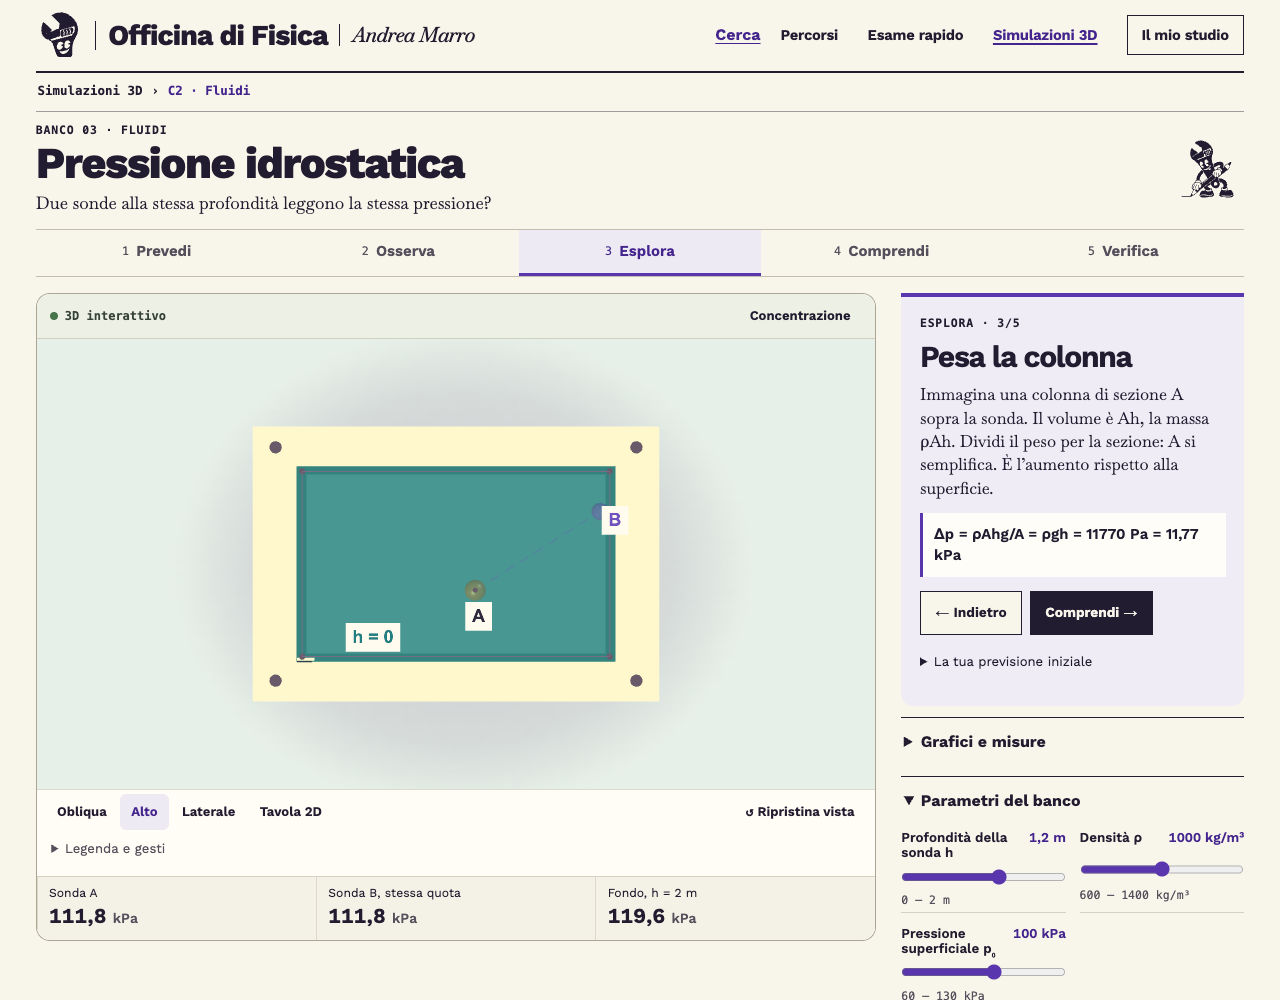 Officina di Fisica
Andrea Marro
Cerca
Percorsi
Esame rapido
Simulazioni 3D
Il mio studio
Simulazioni 3D › C2 · Fluidi
BANCO 03 · FLUIDI
Pressione idrostatica
Due sonde alla stessa profondità leggono la stessa pressione?
1 Prevedi
2 Osserva
3 Esplora
4 Comprendi
5 Verifica
3D interattivo
Concentrazione
B
A
h = 0
Obliqua
Alto
Laterale
Tavola 2D
↺ Ripristina vista
▶ Legenda e gesti
Sonda A
111,8 kPa
Sonda B, stessa quota
111,8 kPa
Fondo, h = 2 m
119,6 kPa
ESPLORA · 3/5
Pesa la colonna
Immagina una colonna di sezione A
sopra la sonda. Il volume è Ah, la massa
ρAh. Dividi il peso per la sezione: A si
semplifica. È l’aumento rispetto alla
superficie.
Δp = ρAhg/A = ρgh = 11770 Pa = 11,77
kPa
← Indietro
Comprendi →
▶ La tua previsione iniziale
▶ Grafici e misure
▼ Parametri del banco
Profondità della
sonda h
1,2 m
0 — 2 m
Densità ρ
1000 kg/m³
600 — 1400 kg/m³
Pressione
superficiale p₀
100 kPa
60 — 130 kPa